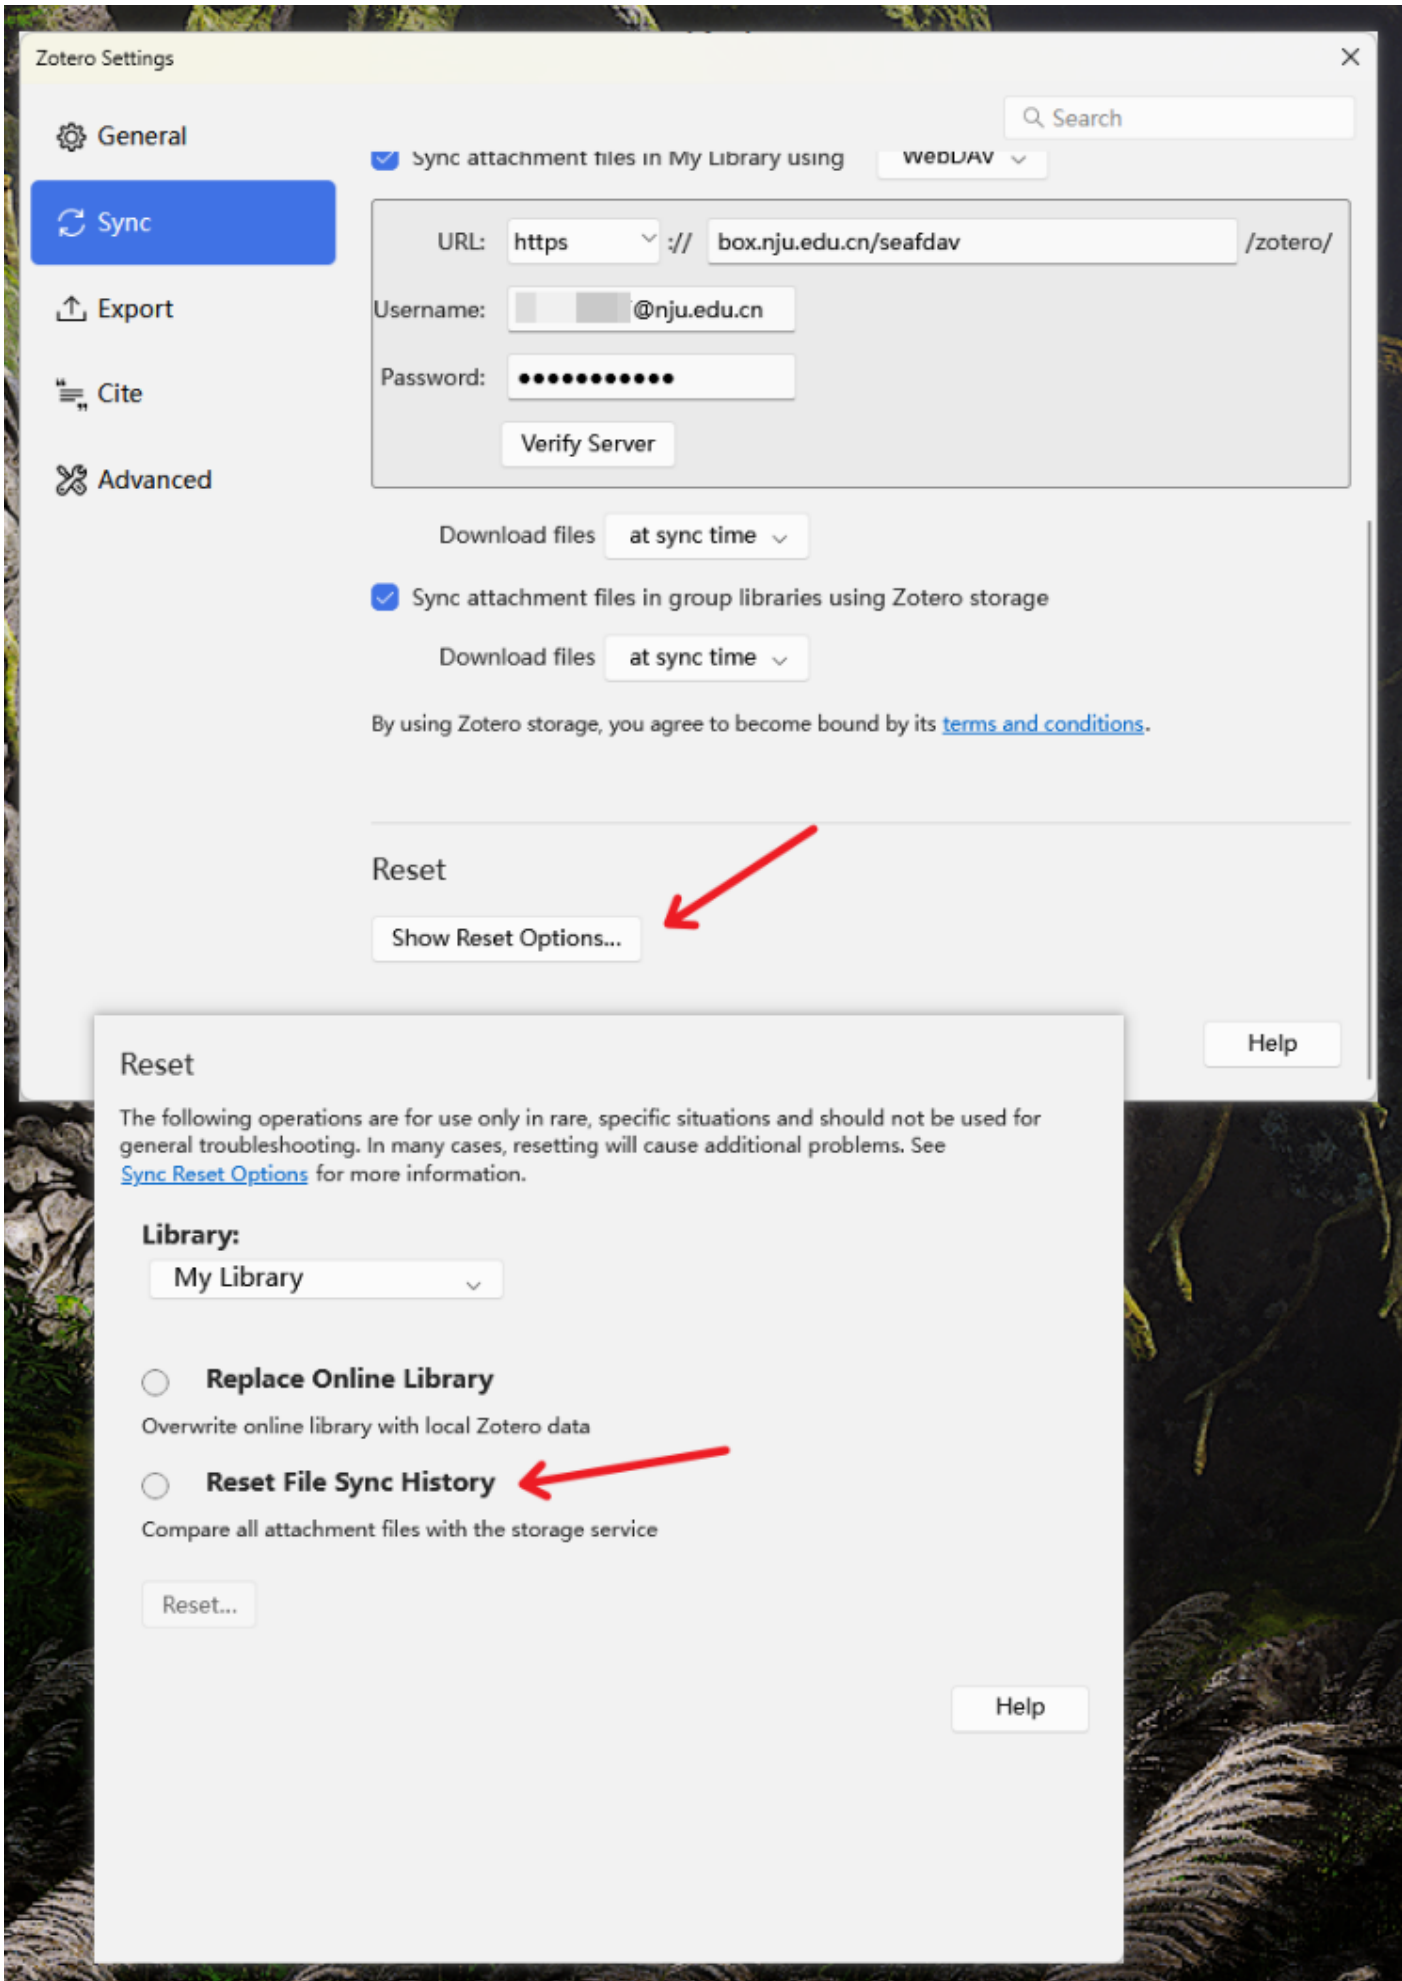 Zotero Settings
Search
General
Sync
Export
Cite
Advanced
Sync attachment files in My Library using WebDAV
URL: https :// box.nju.edu.cn/seafdav /zotero/
Username: @nju.edu.cn
Password: ●●●●●●●●●●●
Verify Server
Download files at sync time
Sync attachment files in group libraries using Zotero storage
Download files at sync time
By using Zotero storage, you agree to become bound by its terms and conditions.
Reset
Show Reset Options...
Help
Reset
The following operations are for use only in rare, specific situations and should not be used for
general troubleshooting. In many cases, resetting will cause additional problems. See
Sync Reset Options for more information.
Library:
My Library
Replace Online Library
Overwrite online library with local Zotero data
Reset File Sync History
Compare all attachment files with the storage service
Reset...
Help